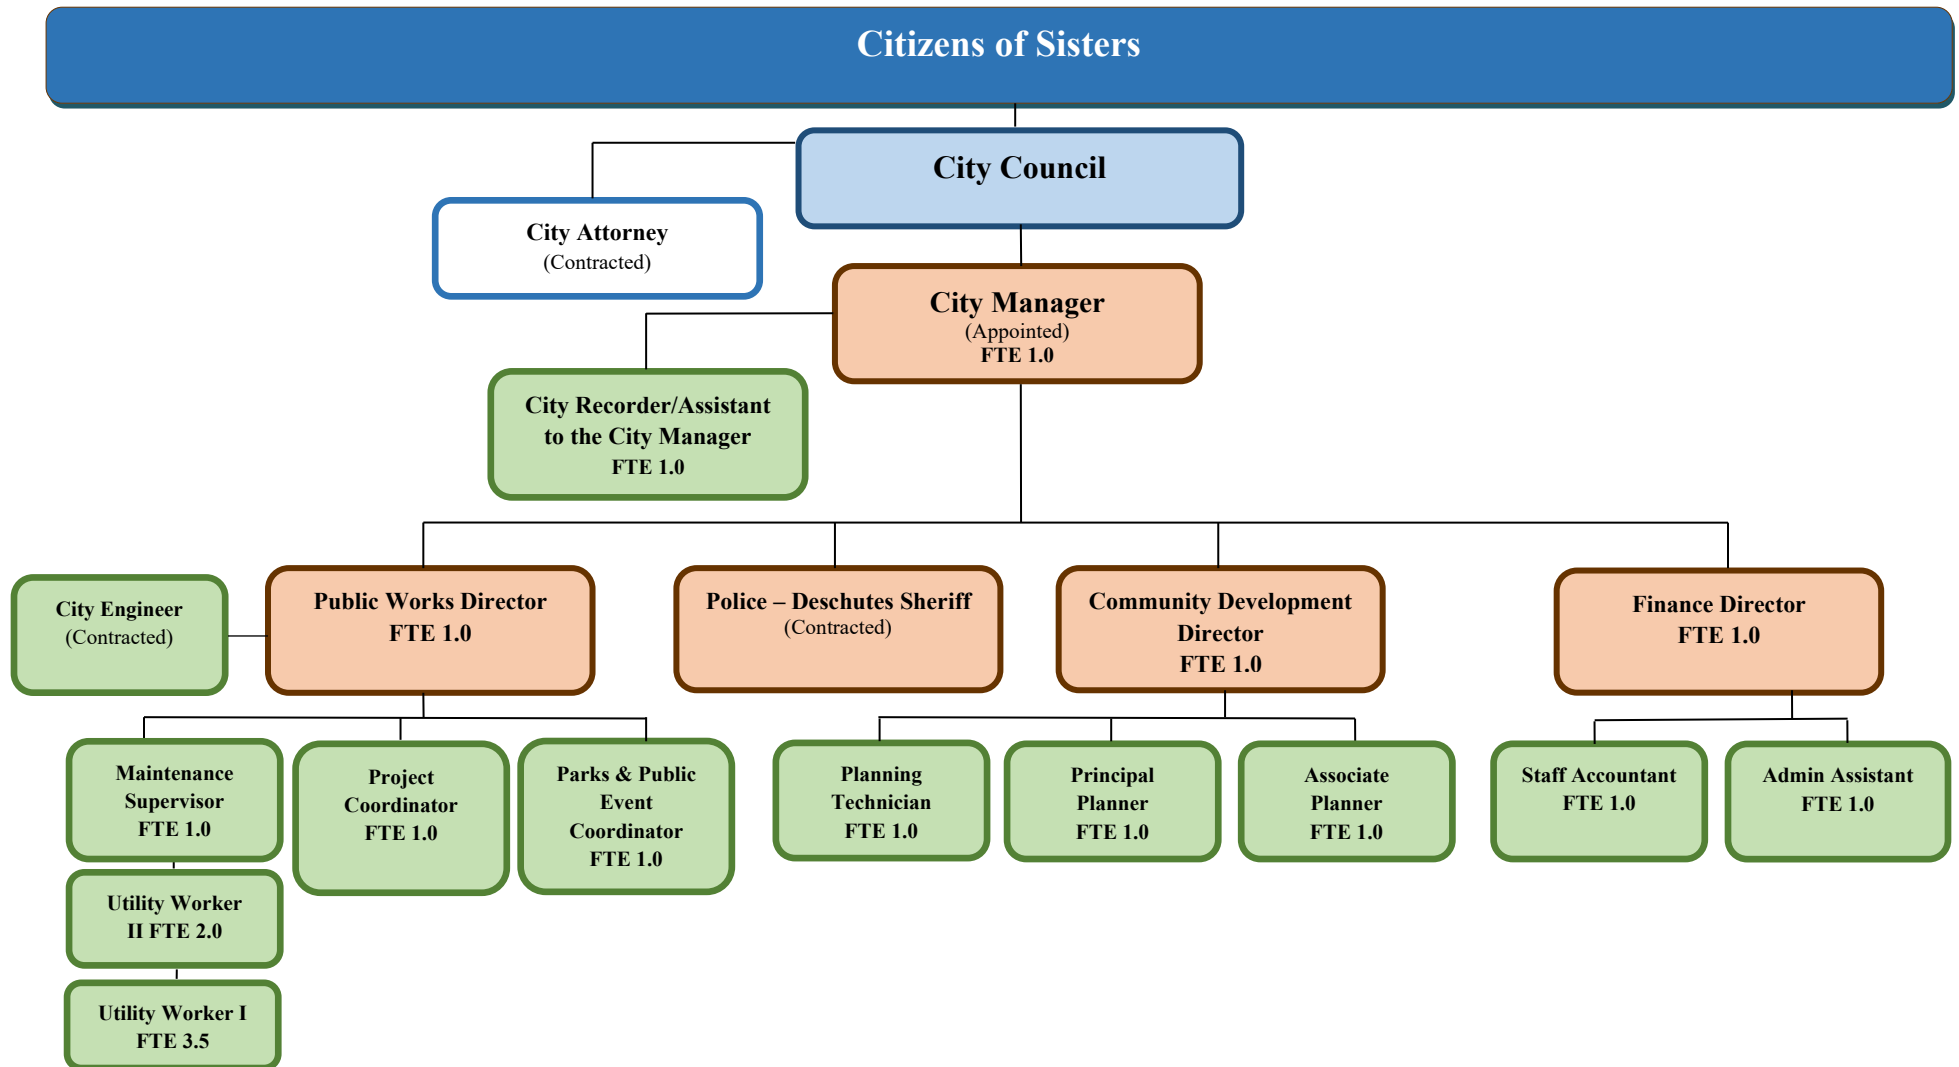 Citizens of Sisters
City Council
City Attorney
(Contracted)
City Manager
(Appointed)
FTE 1.0
City Recorder/Assistant
to the City Manager
FTE 1.0
City Engineer
(Contracted)
Public Works Director
FTE 1.0
Police – Deschutes Sheriff
(Contracted)
Community Development
Director
FTE 1.0
Finance Director
FTE 1.0
Maintenance
Supervisor
FTE 1.0
Project
Coordinator
FTE 1.0
Parks & Public
Event
Coordinator
FTE 1.0
Planning
Technician
FTE 1.0
Principal
Planner
FTE 1.0
Associate
Planner
FTE 1.0
Staff Accountant
FTE 1.0
Admin Assistant
FTE 1.0
Utility Worker
II FTE 2.0
Utility Worker I
FTE 3.5